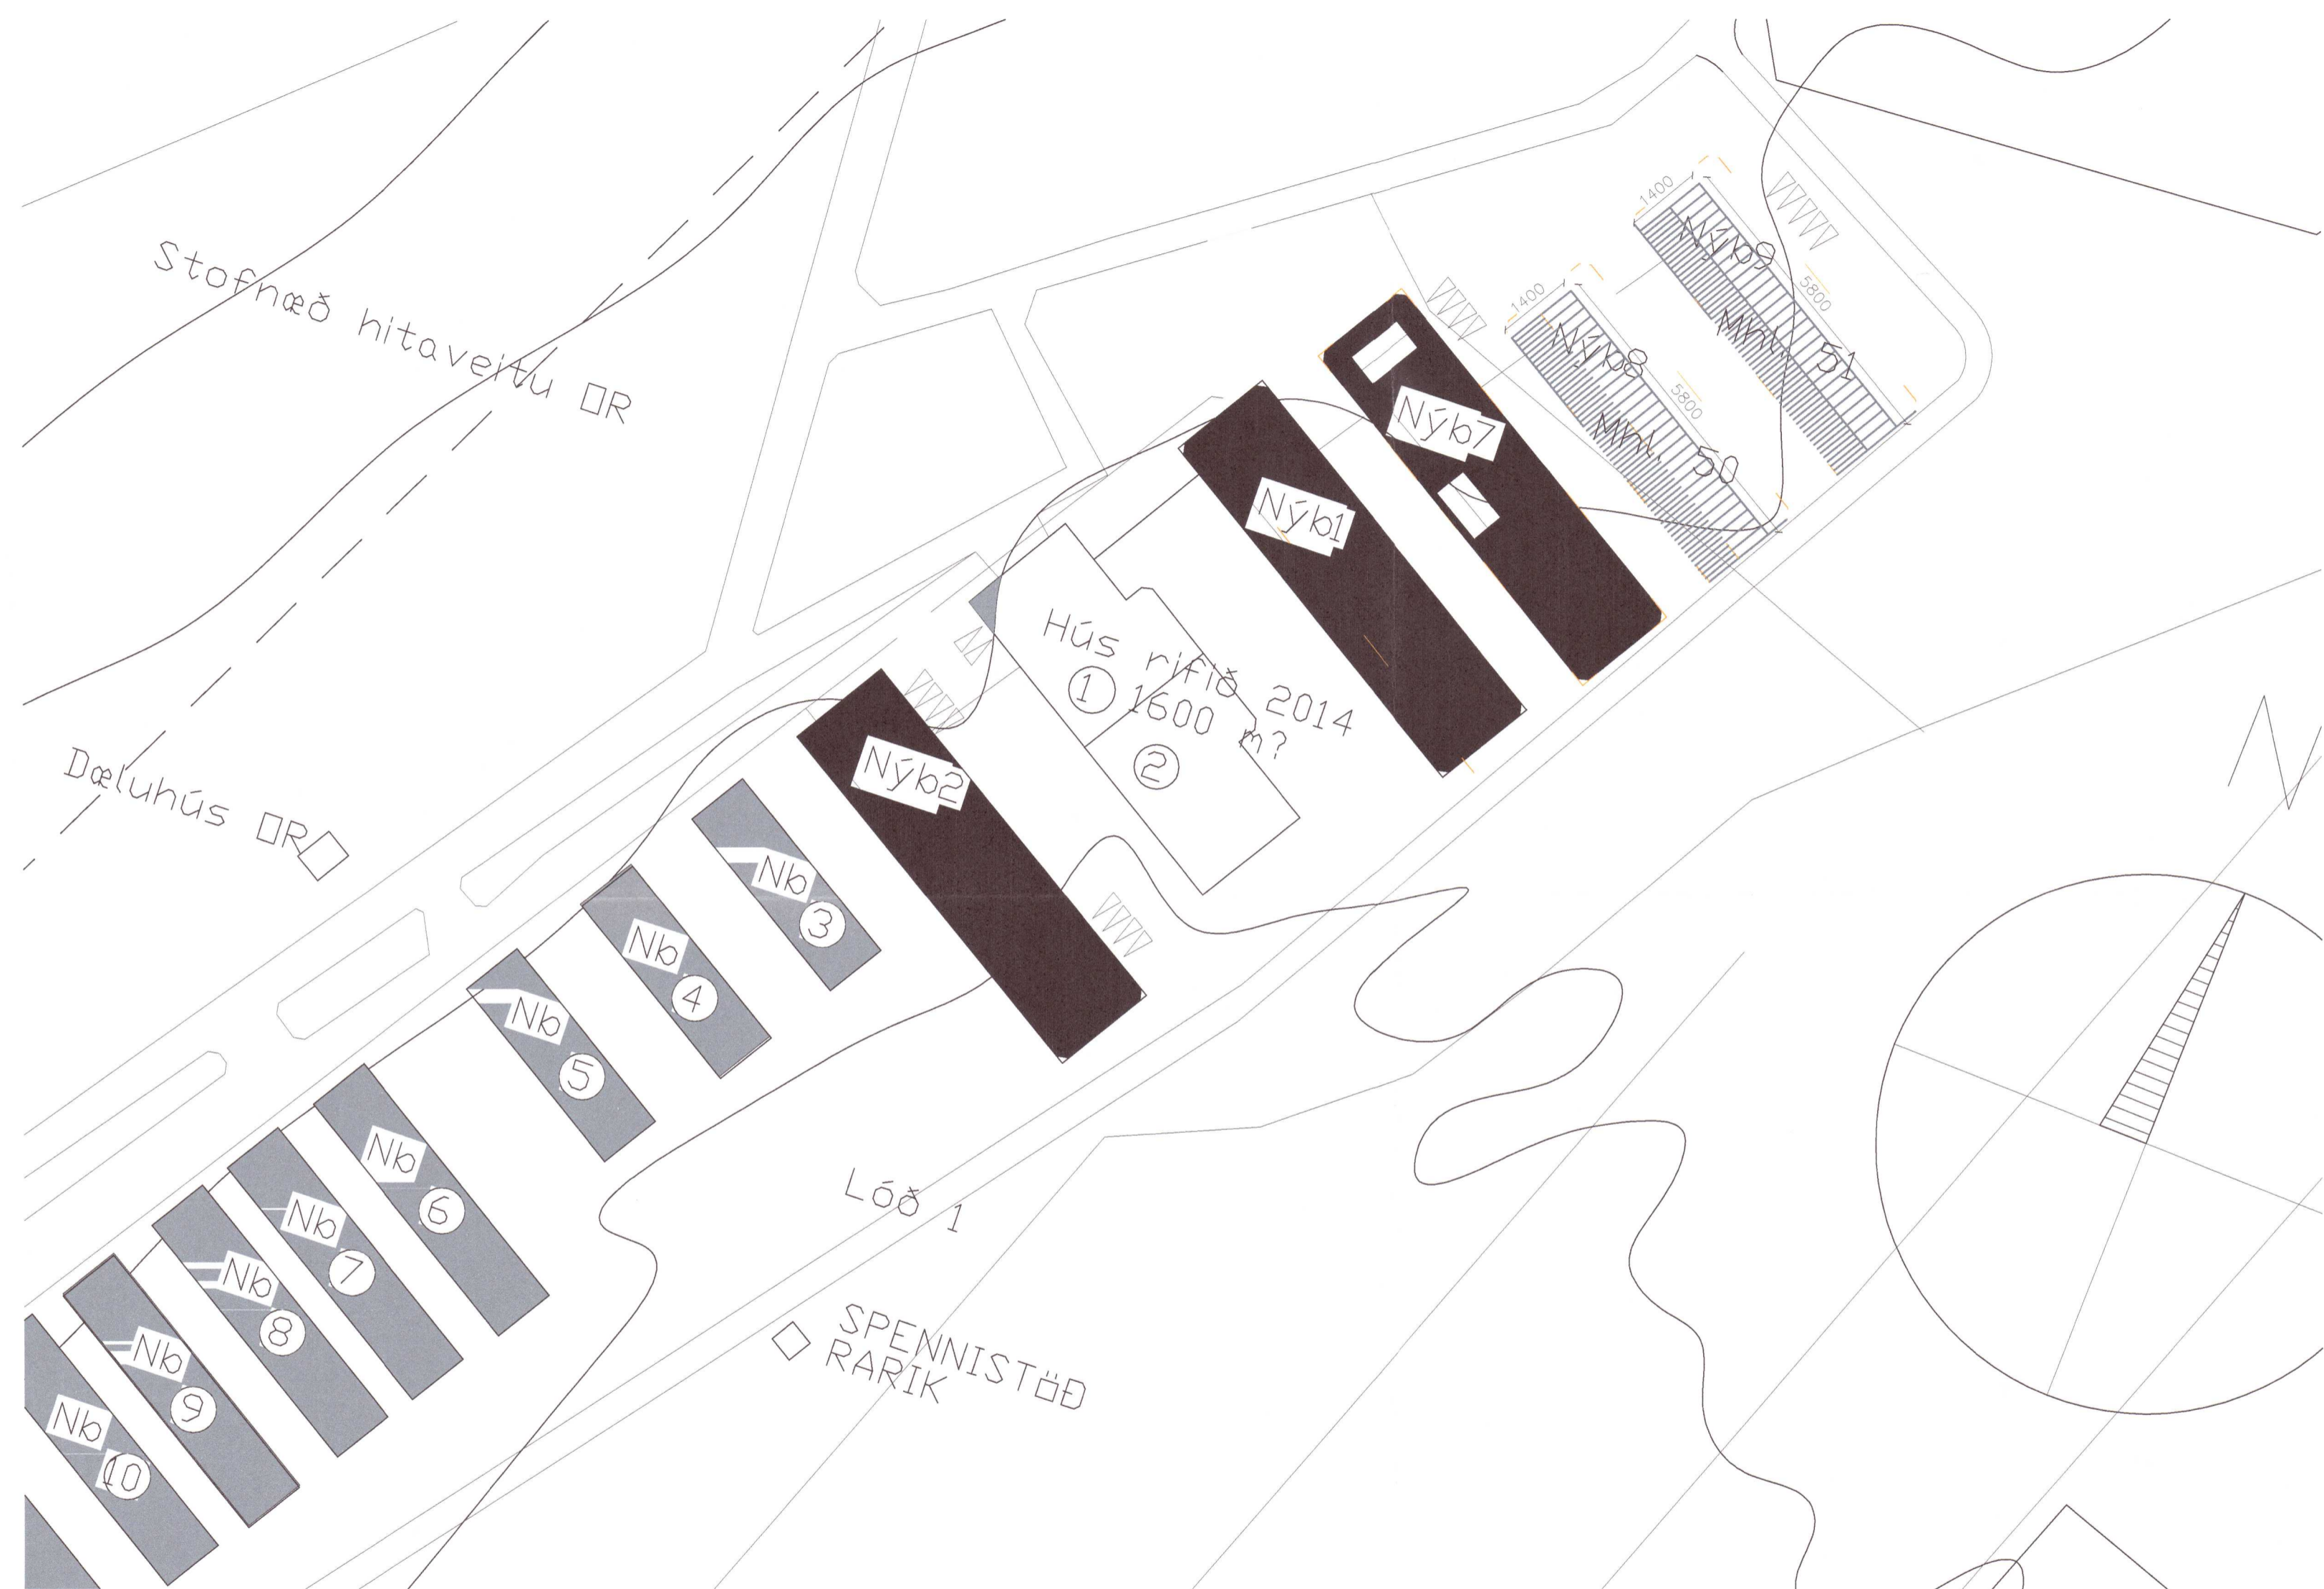 Stofnæð hitaveitu OR
Dæluhús OR
1400
Nýb9
5800
Mhl. 51
1400
Nýb8
5800
Mhl. 50
Nýb7
Nýb1
Hús rifið 2014
1 1600 m?
2
Nýb2
Nb
3
Nb
4
Nb
5
Nb
6
Nb
7
Nb
8
Nb
9
Nb
10
Lóð 1
SPENNISTÖÐ
RARIK
N